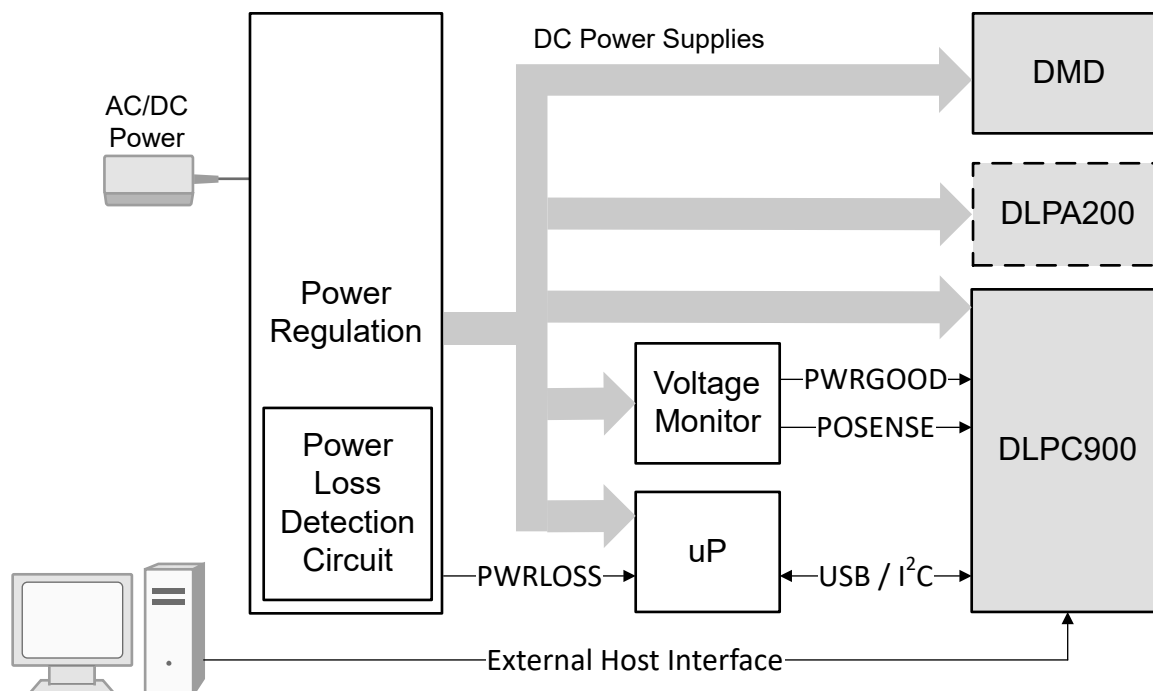 DC Power Supplies
DMD
AC/DC
Power
DLPA200
Power
Regulation
Voltage
Monitor
PWRGOOD
POSENSE
DLPC900
Power
Loss
Detection
Circuit
uP
PWRLOSS
USB / I²C
External Host Interface